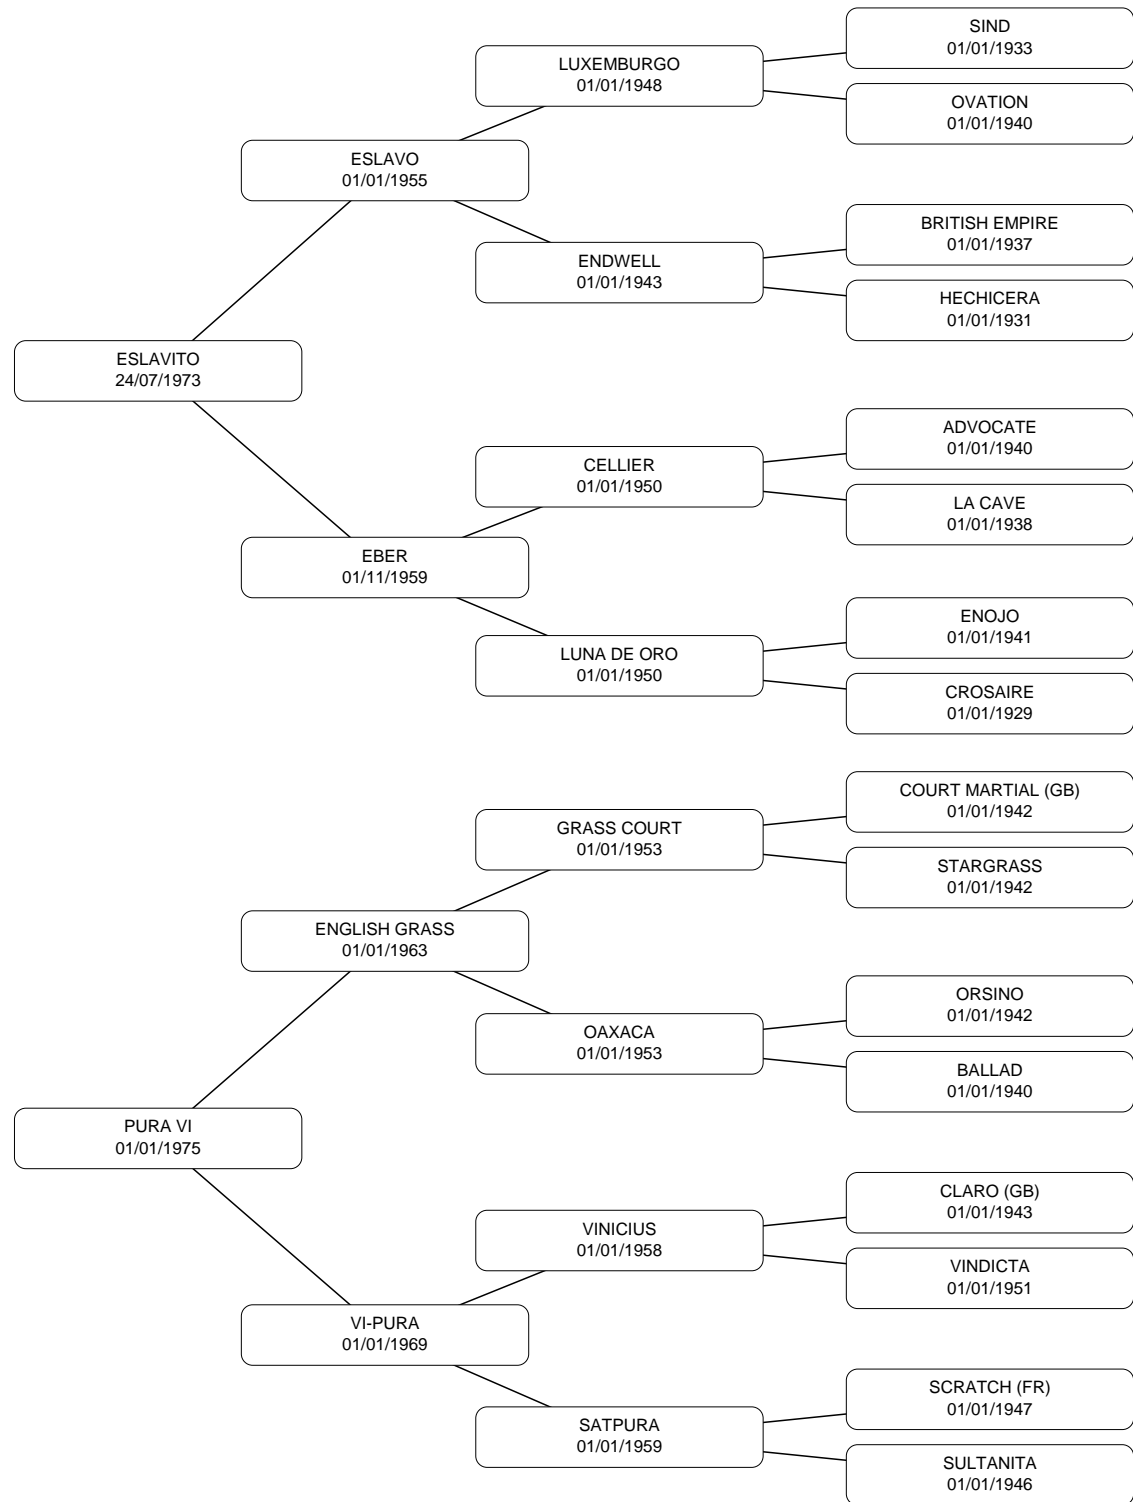 SIND
01/01/1933
LUXEMBURGO
01/01/1948
OVATION
01/01/1940
ESLAVO
01/01/1955
BRITISH EMPIRE
01/01/1937
ENDWELL
01/01/1943
HECHICERA
01/01/1931
ESLAVITO
24/07/1973
ADVOCATE
01/01/1940
CELLIER
01/01/1950
LA CAVE
01/01/1938
EBER
01/11/1959
ENOJO
01/01/1941
LUNA DE ORO
01/01/1950
CROSAIRE
01/01/1929
COURT MARTIAL (GB)
01/01/1942
GRASS COURT
01/01/1953
STARGRASS
01/01/1942
ENGLISH GRASS
01/01/1963
ORSINO
01/01/1942
OAXACA
01/01/1953
BALLAD
01/01/1940
PURA VI
01/01/1975
CLARO (GB)
01/01/1943
VINICIUS
01/01/1958
VINDICTA
01/01/1951
VI-PURA
01/01/1969
SCRATCH (FR)
01/01/1947
SATPURA
01/01/1959
SULTANITA
01/01/1946